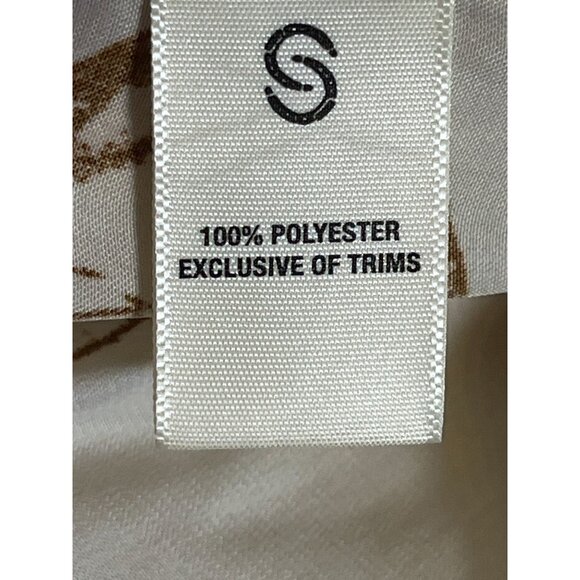 S
100% POLYESTER
EXCLUSIVE OF TRIMS